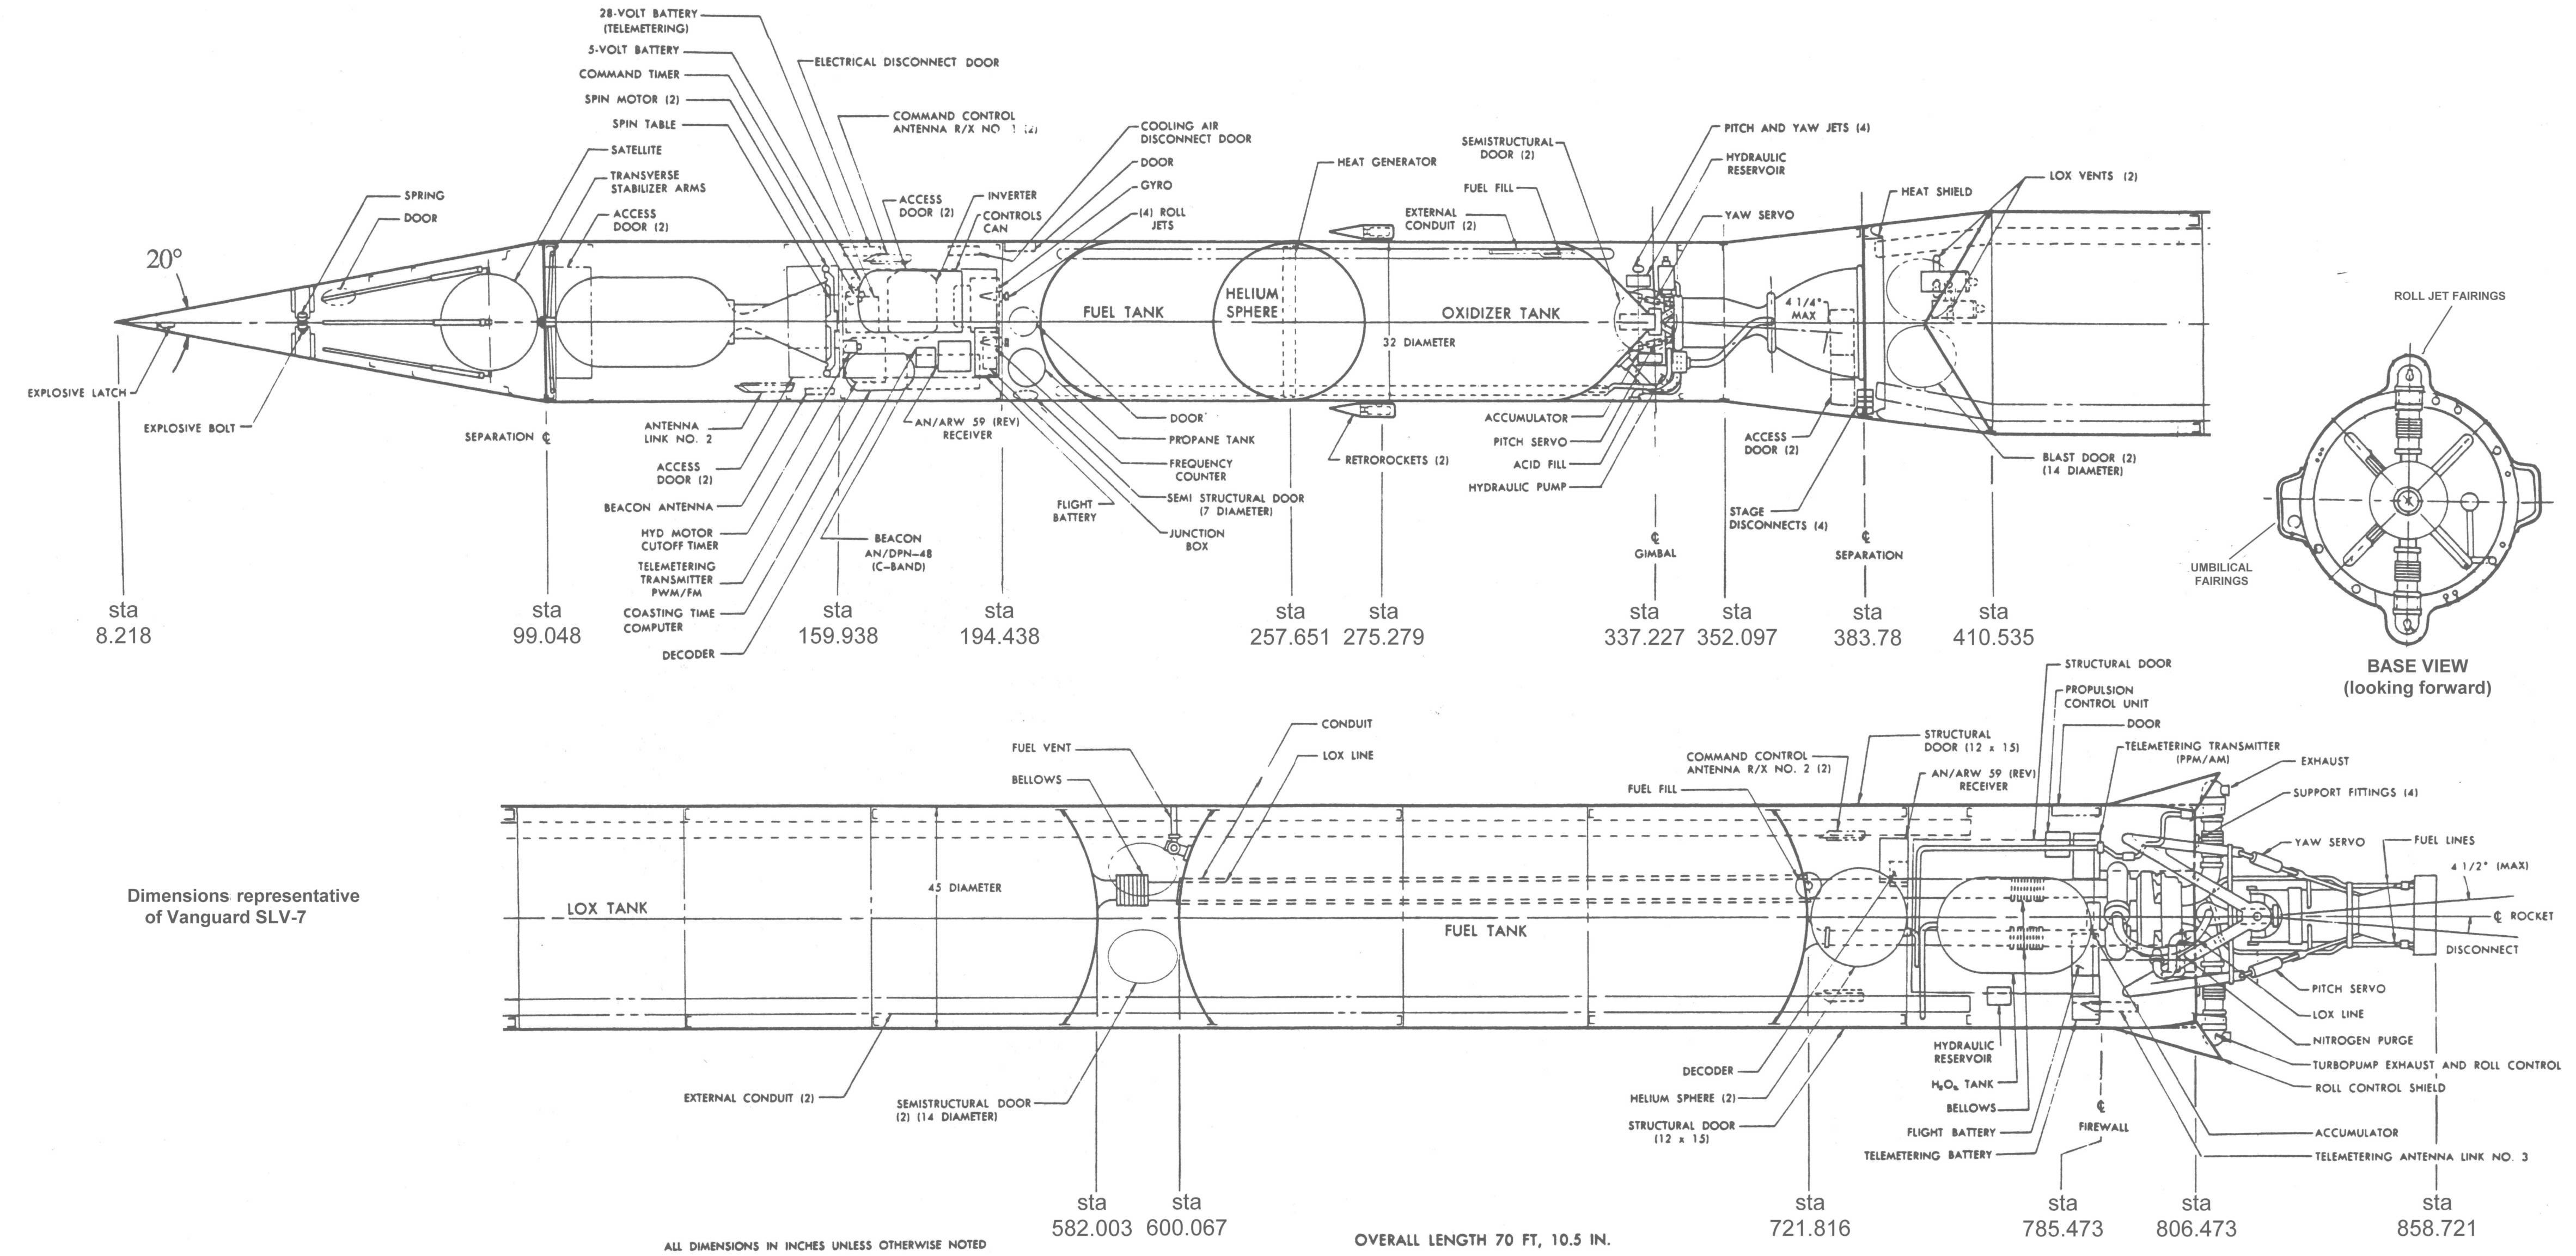 28-VOLT BATTERY
(TELEMETERING)
5-VOLT BATTERY
COMMAND TIMER
SPIN MOTOR (2)
SPIN TABLE
SATELLITE
TRANSVERSE
STABILIZER ARMS
ACCESS
DOOR (2)
SPRING
DOOR
20°
EXPLOSIVE LATCH
EXPLOSIVE BOLT
ELECTRICAL DISCONNECT DOOR
COMMAND CONTROL
ANTENNA R/X NO. 1 (2)
ACCESS
DOOR (2)
INVERTER
CONTROLS
CAN
COOLING AIR
DISCONNECT DOOR
DOOR
GYRO
(4) ROLL
JETS
HEAT GENERATOR
EXTERNAL
CONDUIT (2)
SEMISTRUCTURAL
DOOR (2)
FUEL FILL
PITCH AND YAW JETS (4)
HYDRAULIC
RESERVOIR
YAW SERVO
HEAT SHIELD
LOX VENTS (2)
FUEL TANK
HELIUM
SPHERE
OXIDIZER TANK
32 DIAMETER
4 1/4°
MAX
SEPARATION ℄
ANTENNA
LINK NO. 2
ACCESS
DOOR (2)
BEACON ANTENNA
HYD MOTOR
CUTOFF TIMER
TELEMETERING
TRANSMITTER
PWM/FM
COASTING TIME
COMPUTER
DECODER
AN/ARW 59 (REV)
RECEIVER
BEACON
AN/DPN-48
(C-BAND)
FLIGHT
BATTERY
DOOR
PROPANE TANK
FREQUENCY
COUNTER
SEMI STRUCTURAL DOOR
(7 DIAMETER)
JUNCTION
BOX
RETROROCKETS (2)
ACCUMULATOR
PITCH SERVO
ACID FILL
HYDRAULIC PUMP
℄
GIMBAL
ACCESS
DOOR (2)
STAGE
DISCONNECTS (4)
℄
SEPARATION
BLAST DOOR (2)
(14 DIAMETER)
ROLL JET FAIRINGS
UMBILICAL
FAIRINGS
BASE VIEW
(looking forward)
sta
8.218
sta
99.048
sta
159.938
sta
194.438
sta
257.651
sta
275.279
sta
337.227
sta
352.097
sta
383.78
sta
410.535
Dimensions representative
of Vanguard SLV-7
FUEL VENT
BELLOWS
CONDUIT
LOX LINE
LOX TANK
45 DIAMETER
FUEL TANK
EXTERNAL CONDUIT (2)
SEMISTRUCTURAL DOOR
(2) (14 DIAMETER)
STRUCTURAL DOOR
PROPULSION
CONTROL UNIT
DOOR
STRUCTURAL
DOOR (12 x 15)
COMMAND CONTROL
ANTENNA R/X NO. 2 (2)
FUEL FILL
AN/ARW 59 (REV)
RECEIVER
TELEMETERING TRANSMITTER
(PPM/AM)
EXHAUST
SUPPORT FITTINGS (4)
YAW SERVO
FUEL LINES
4 1/2° (MAX)
℄ ROCKET
DISCONNECT
PITCH SERVO
LOX LINE
NITROGEN PURGE
TURBOPUMP EXHAUST AND ROLL CONTROL
ROLL CONTROL SHIELD
ACCUMULATOR
TELEMETERING ANTENNA LINK NO. 3
DECODER
HELIUM SPHERE (2)
STRUCTURAL DOOR
(12 x 15)
HYDRAULIC
RESERVOIR
H₂O₂ TANK
BELLOWS
FLIGHT BATTERY
TELEMETERING BATTERY
℄
FIREWALL
sta
582.003
sta
600.067
sta
721.816
sta
785.473
sta
806.473
sta
858.721
ALL DIMENSIONS IN INCHES UNLESS OTHERWISE NOTED
OVERALL LENGTH 70 FT, 10.5 IN.